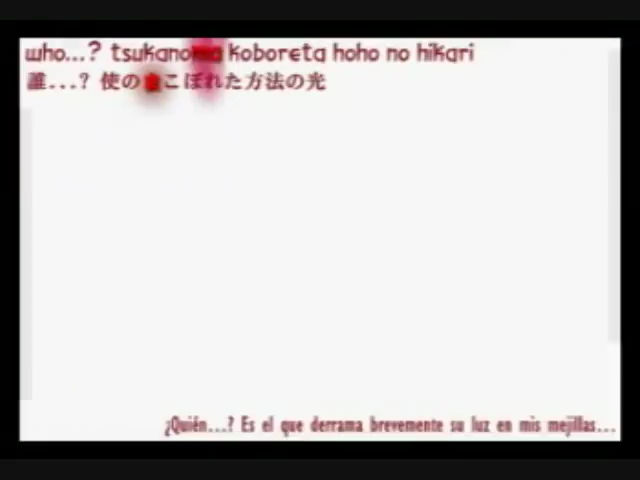 who...? tsukanoma koboreta hoho no hikari
誰...? 使の  こぼれた方法の光
¿Quién...? Es el que derrama brevemente su luz en mis mejillas...